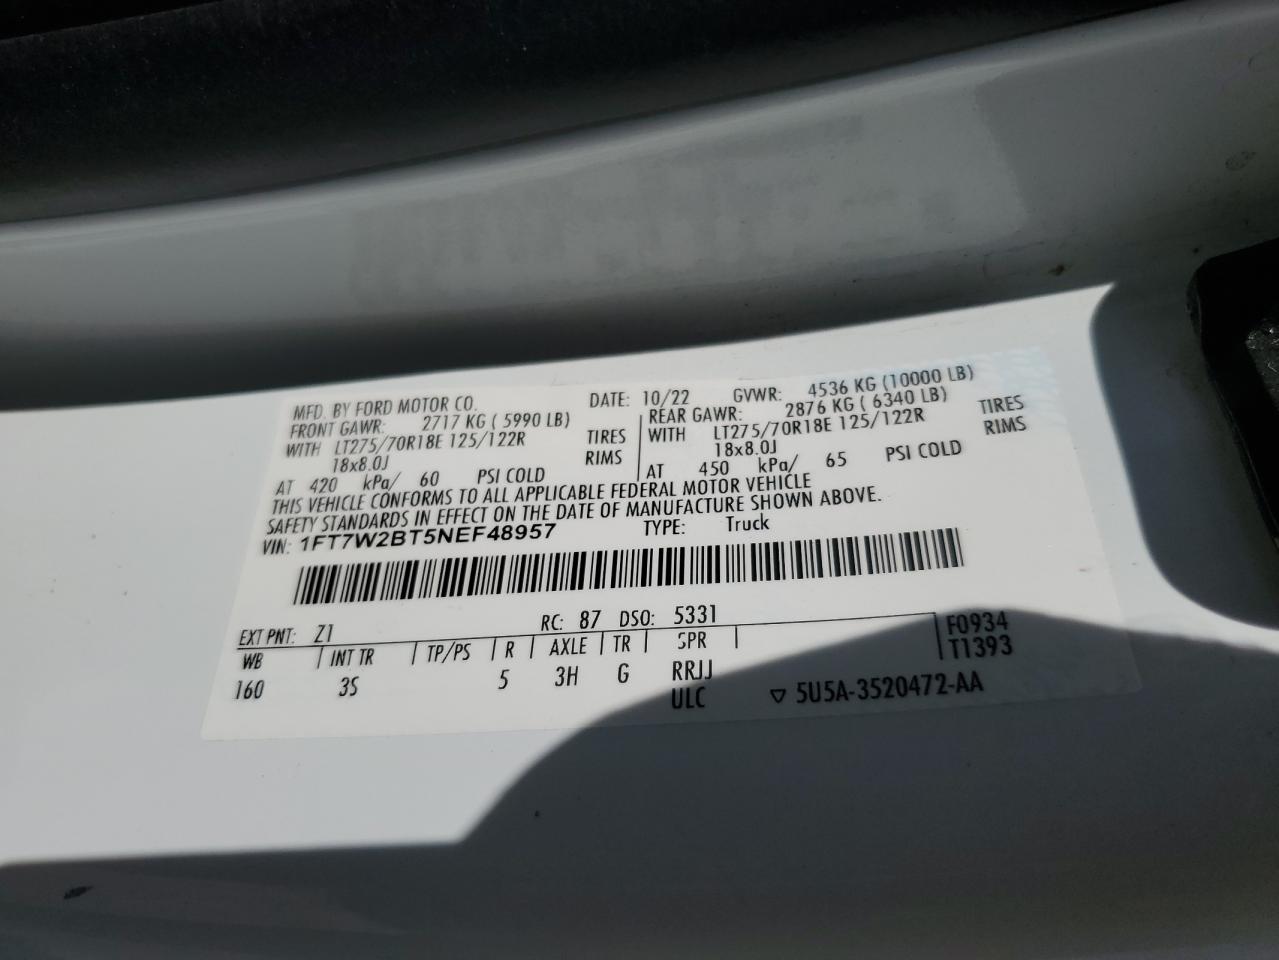 MFD. BY FORD MOTOR CO. DATE: 10/22 GVWR: 4536 KG (10000 LB)
FRONT GAWR: 2717 KG ( 5990 LB) REAR GAWR: 2876 KG ( 6340 LB)
WITH LT275/70R18E 125/122R TIRES WITH LT275/70R18E 125/122R TIRES
18x8.0J RIMS 18x8.0J RIMS
AT 420 kPa/ 60 PSI COLD AT 450 kPa/ 65 PSI COLD
THIS VEHICLE CONFORMS TO ALL APPLICABLE FEDERAL MOTOR VEHICLE
SAFETY STANDARDS IN EFFECT ON THE DATE OF MANUFACTURE SHOWN ABOVE.
VIN: 1FT7W2BT5NEF48957 TYPE: Truck
EXT PNT: Z1 RC: 87 DSO: 5331 F0934
WB INT TR TP/PS R AXLE TR SPR T1393
160 3S 5 3H G RRJJ
ULC ▽ 5U5A-3520472-AA